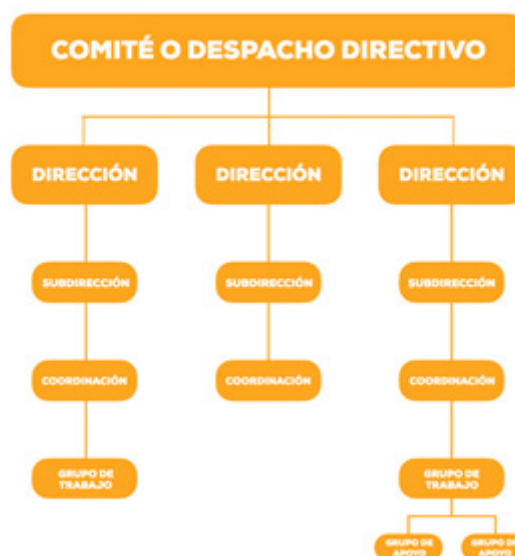 COMITÉ O DESPACHO DIRECTIVO
DIRECCIÓN
DIRECCIÓN
DIRECCIÓN
SUBDIRECCIÓN
SUBDIRECCIÓN
SUBDIRECCIÓN
COORDINACIÓN
COORDINACIÓN
COORDINACIÓN
GRUPO DE
TRABAJO
GRUPO DE
TRABAJO
GRUPO DE
APOYO
GRUPO DE
APOYO